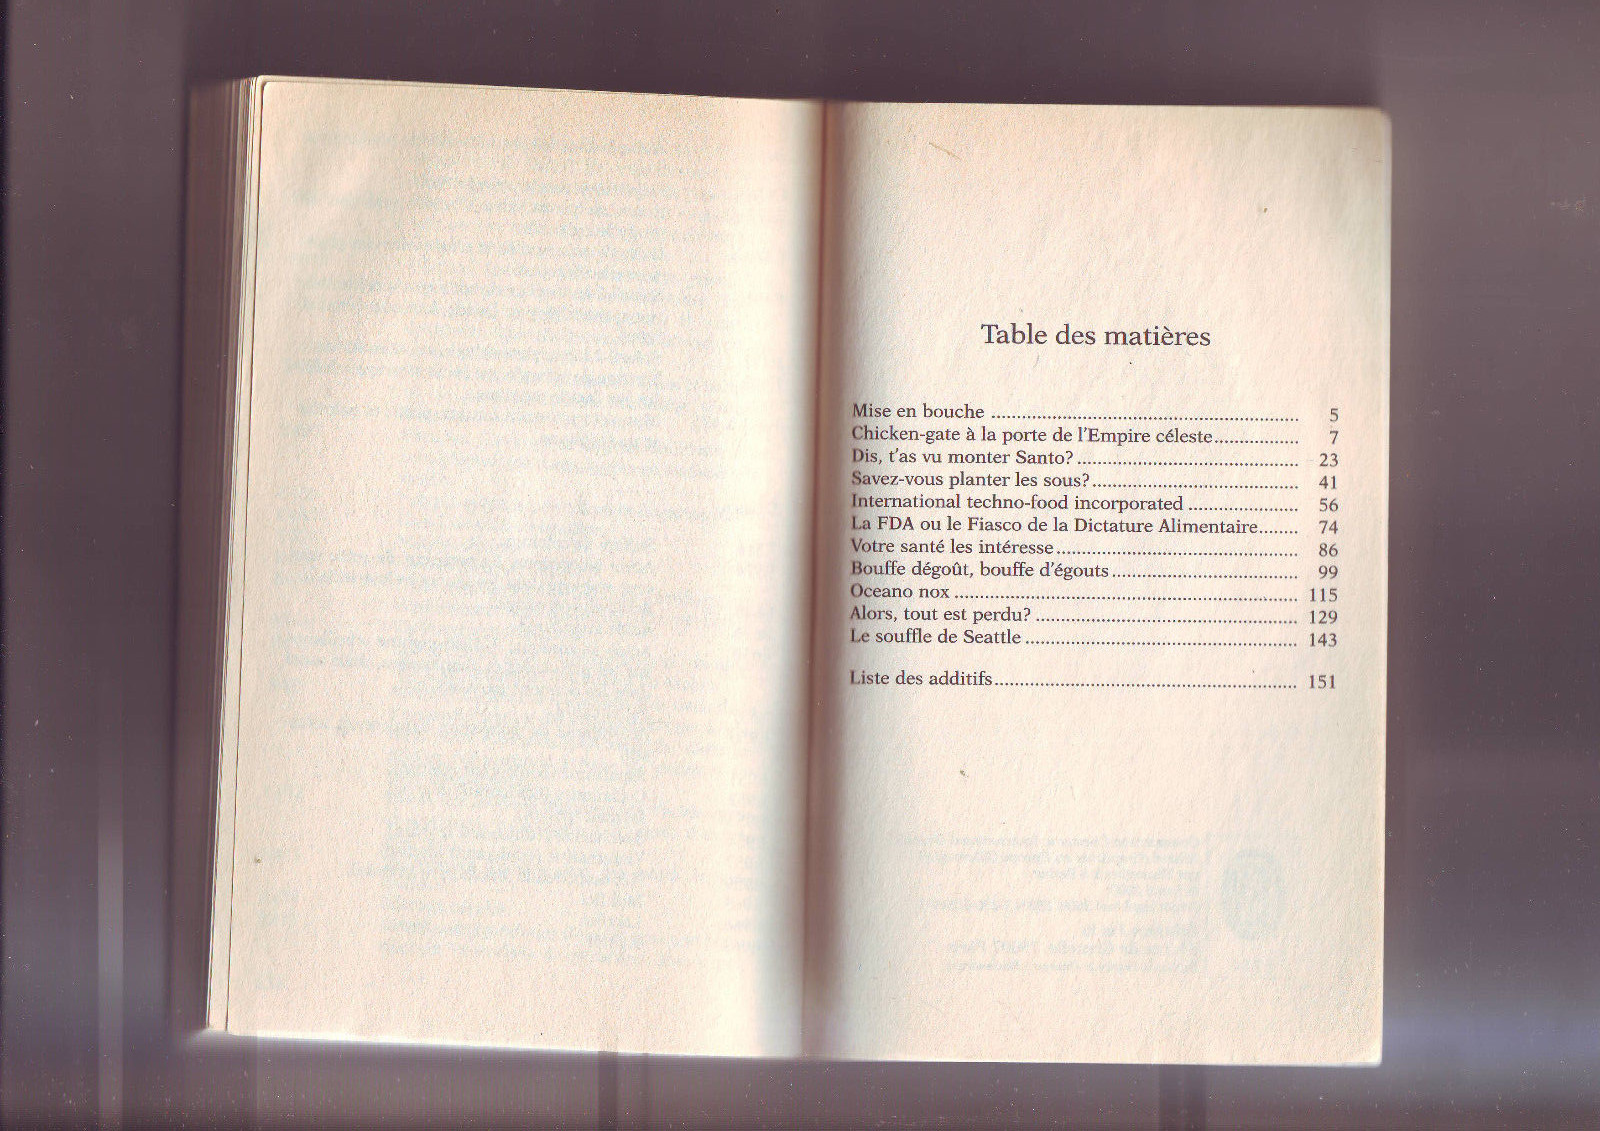 Table des matières
Mise en bouche ............................................................ 5
Chicken-gate à la porte de l'Empire céleste................ 7
Dis, t'as vu monter Santo? ........................................... 23
Savez-vous planter les sous?........................................ 41
International techno-food incorporated ...................... 56
La FDA ou le Fiasco de la Dictature Alimentaire....... 74
Votre santé les intéresse............................................... 86
Bouffe dégoût, bouffe d'égouts.................................... 99
Oceano nox ................................................................... 115
Alors, tout est perdu? ................................................... 129
Le souffle de Seattle ..................................................... 143
Liste des additifs........................................................... 151